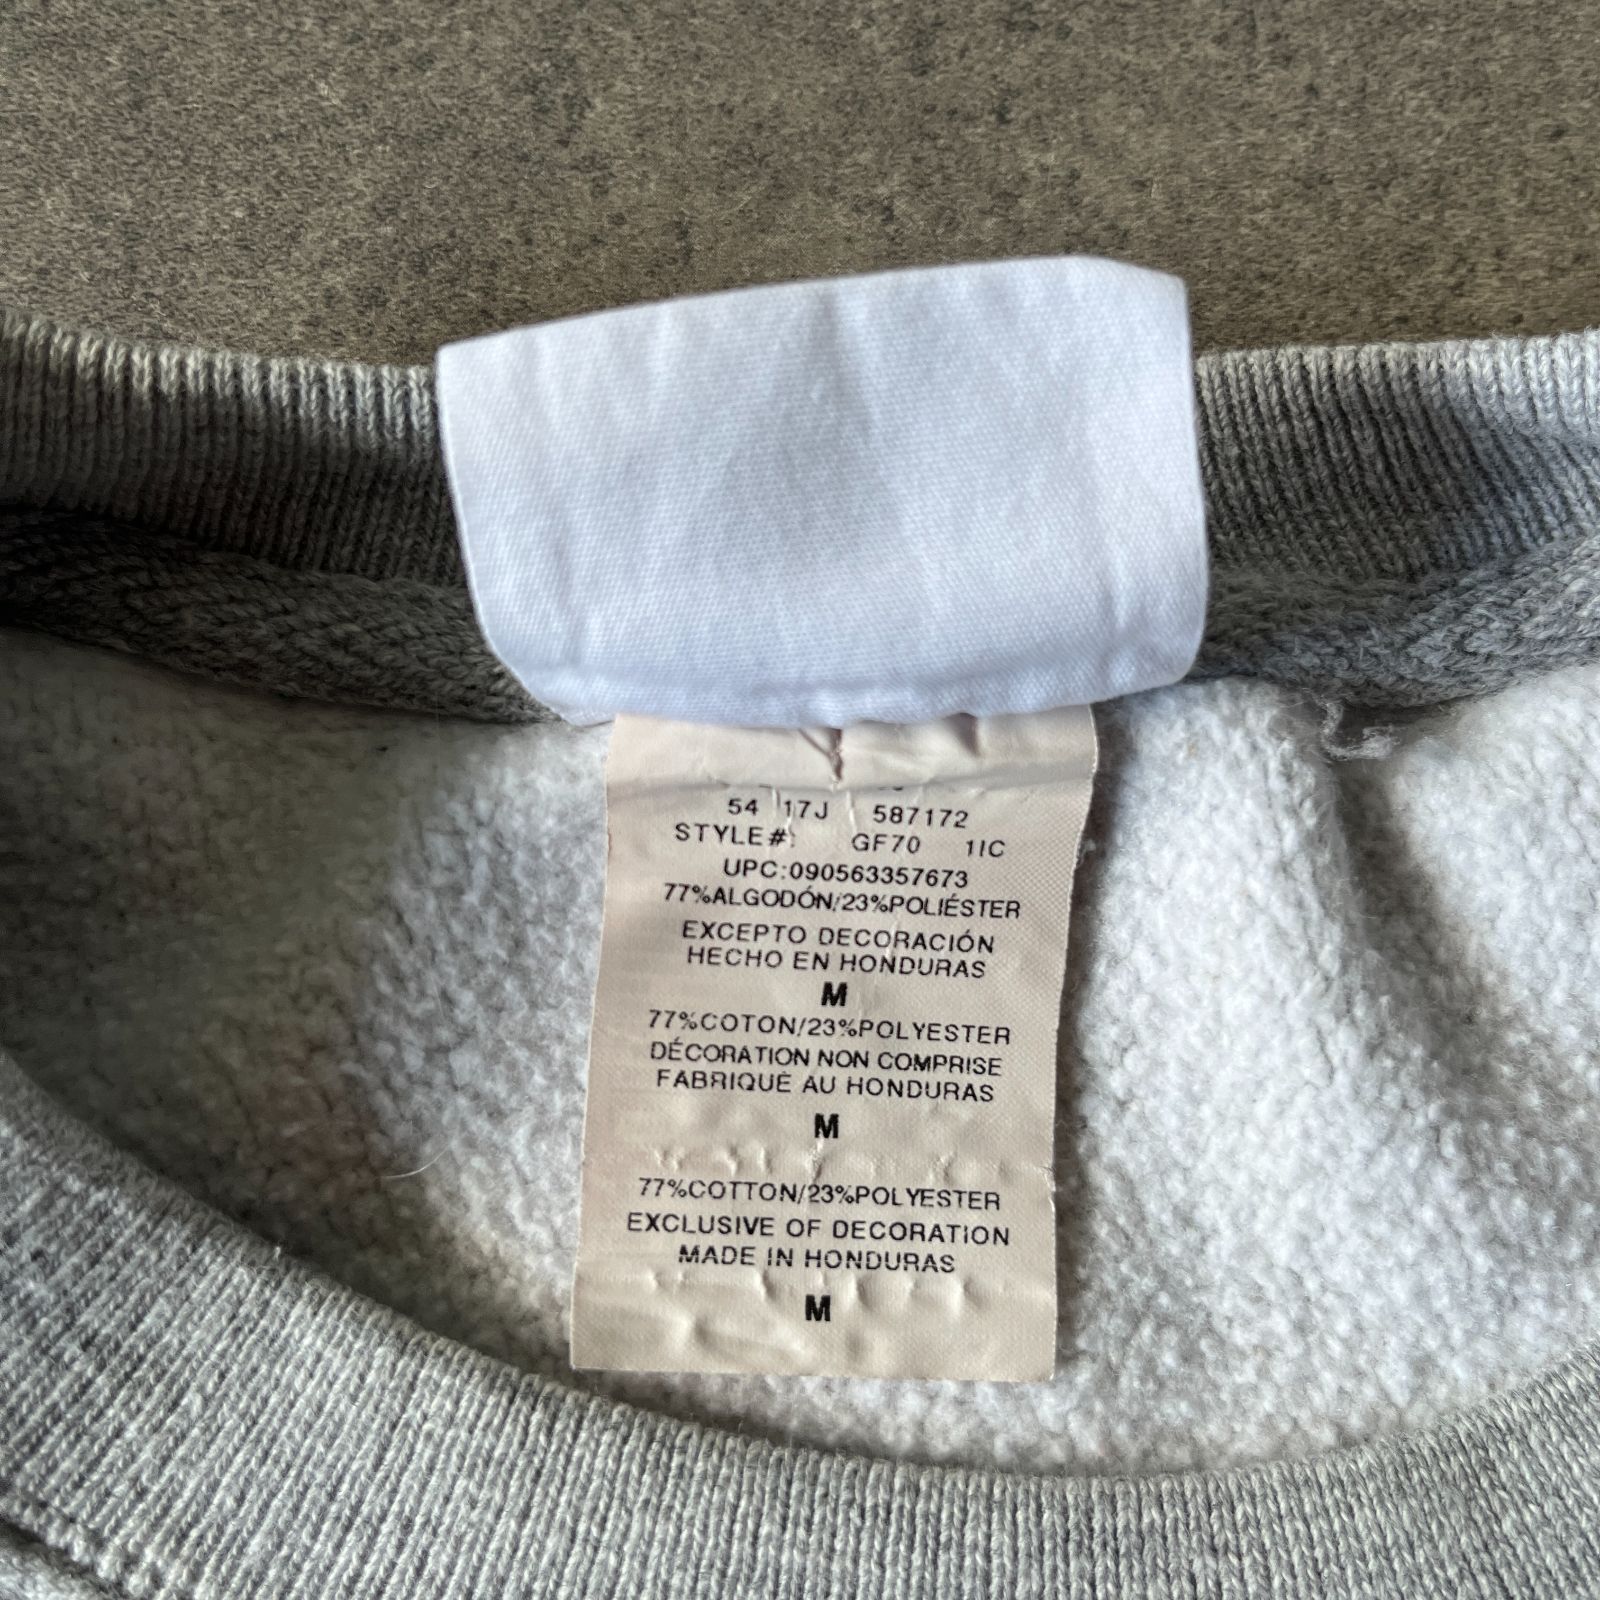 54 17J 587172
STYLE#: GF70 1IC
UPC:090563357673
77%ALGODÓN/23%POLIÉSTER
EXCEPTO DECORACIÓN
HECHO EN HONDURAS
M
77%COTON/23%POLYESTER
DÉCORATION NON COMPRISE
FABRIQUÉ AU HONDURAS
M
77%COTTON/23%POLYESTER
EXCLUSIVE OF DECORATION
MADE IN HONDURAS
M